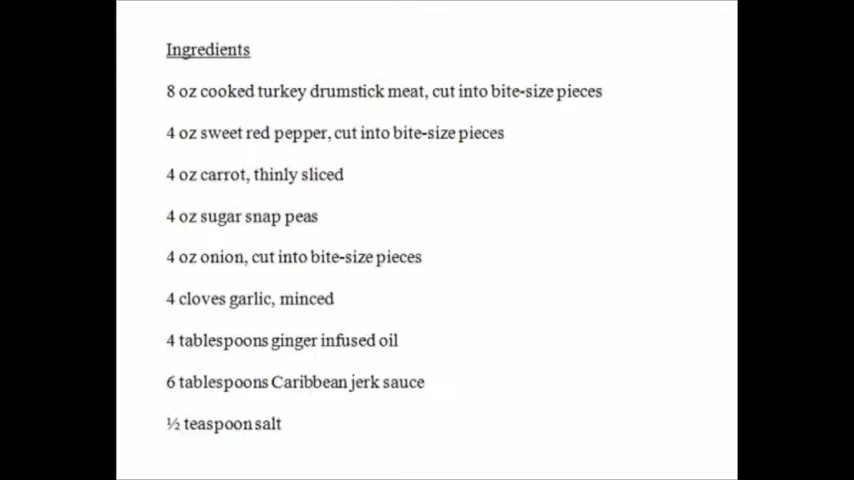 Ingredients
8 oz cooked turkey drumstick meat, cut into bite-size pieces
4 oz sweet red pepper, cut into bite-size pieces
4 oz carrot, thinly sliced
4 oz sugar snap peas
4 oz onion, cut into bite-size pieces
4 cloves garlic, minced
4 tablespoons ginger infused oil
6 tablespoons Caribbean jerk sauce
½ teaspoon salt